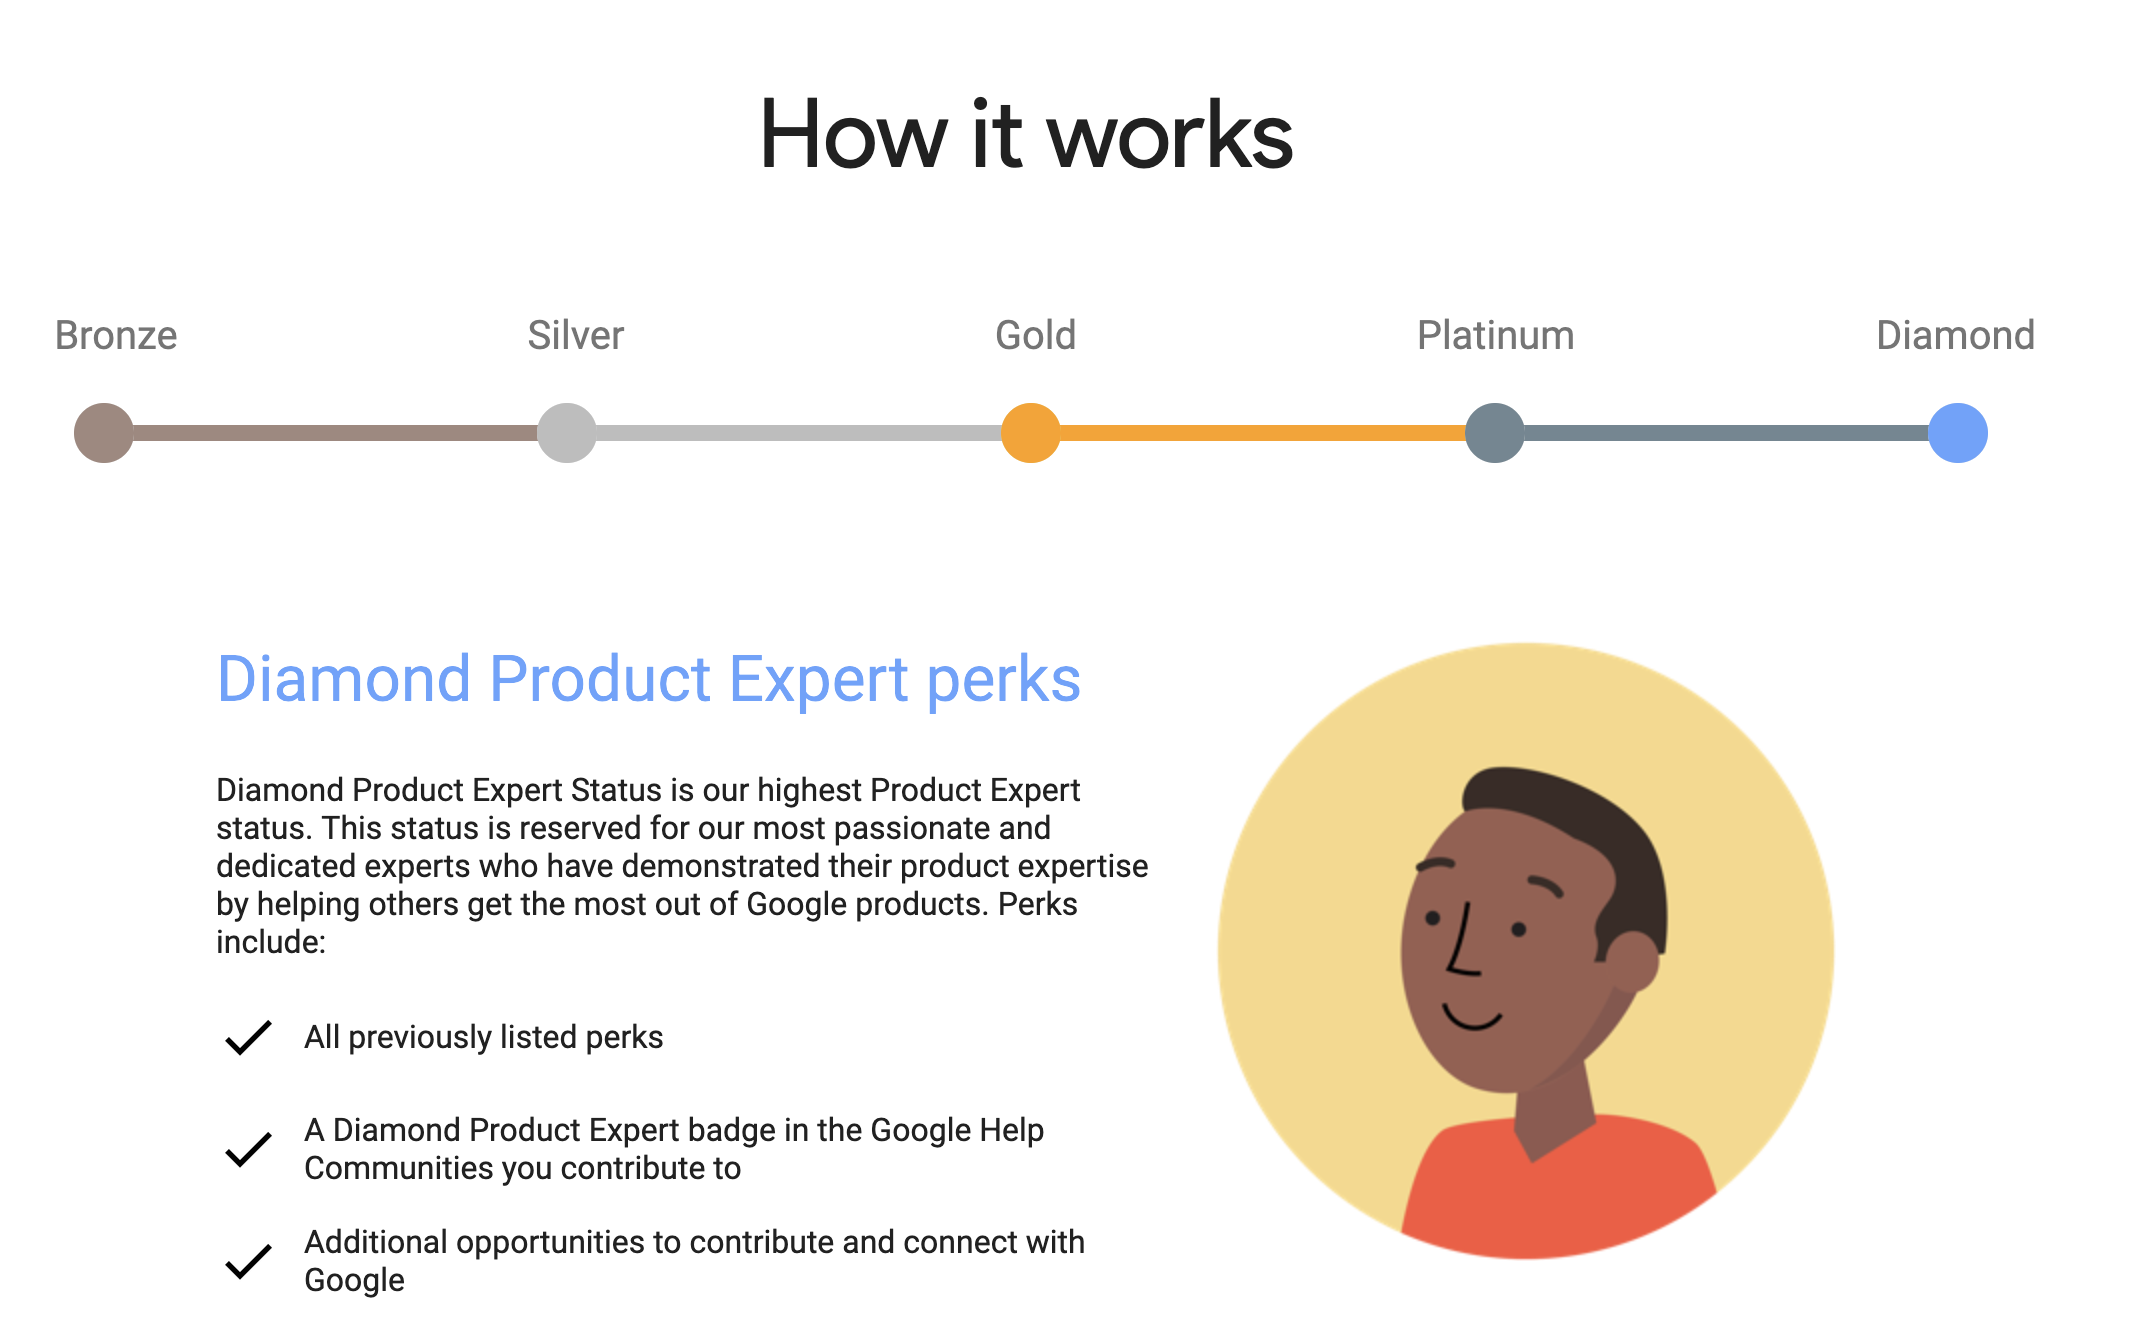 How it works
Bronze
Silver
Gold
Platinum
Diamond
Diamond Product Expert perks
Diamond Product Expert Status is our highest Product Expert
status. This status is reserved for our most passionate and
dedicated experts who have demonstrated their product expertise
by helping others get the most out of Google products. Perks
include:
All previously listed perks
A Diamond Product Expert badge in the Google Help
Communities you contribute to
Additional opportunities to contribute and connect with
Google